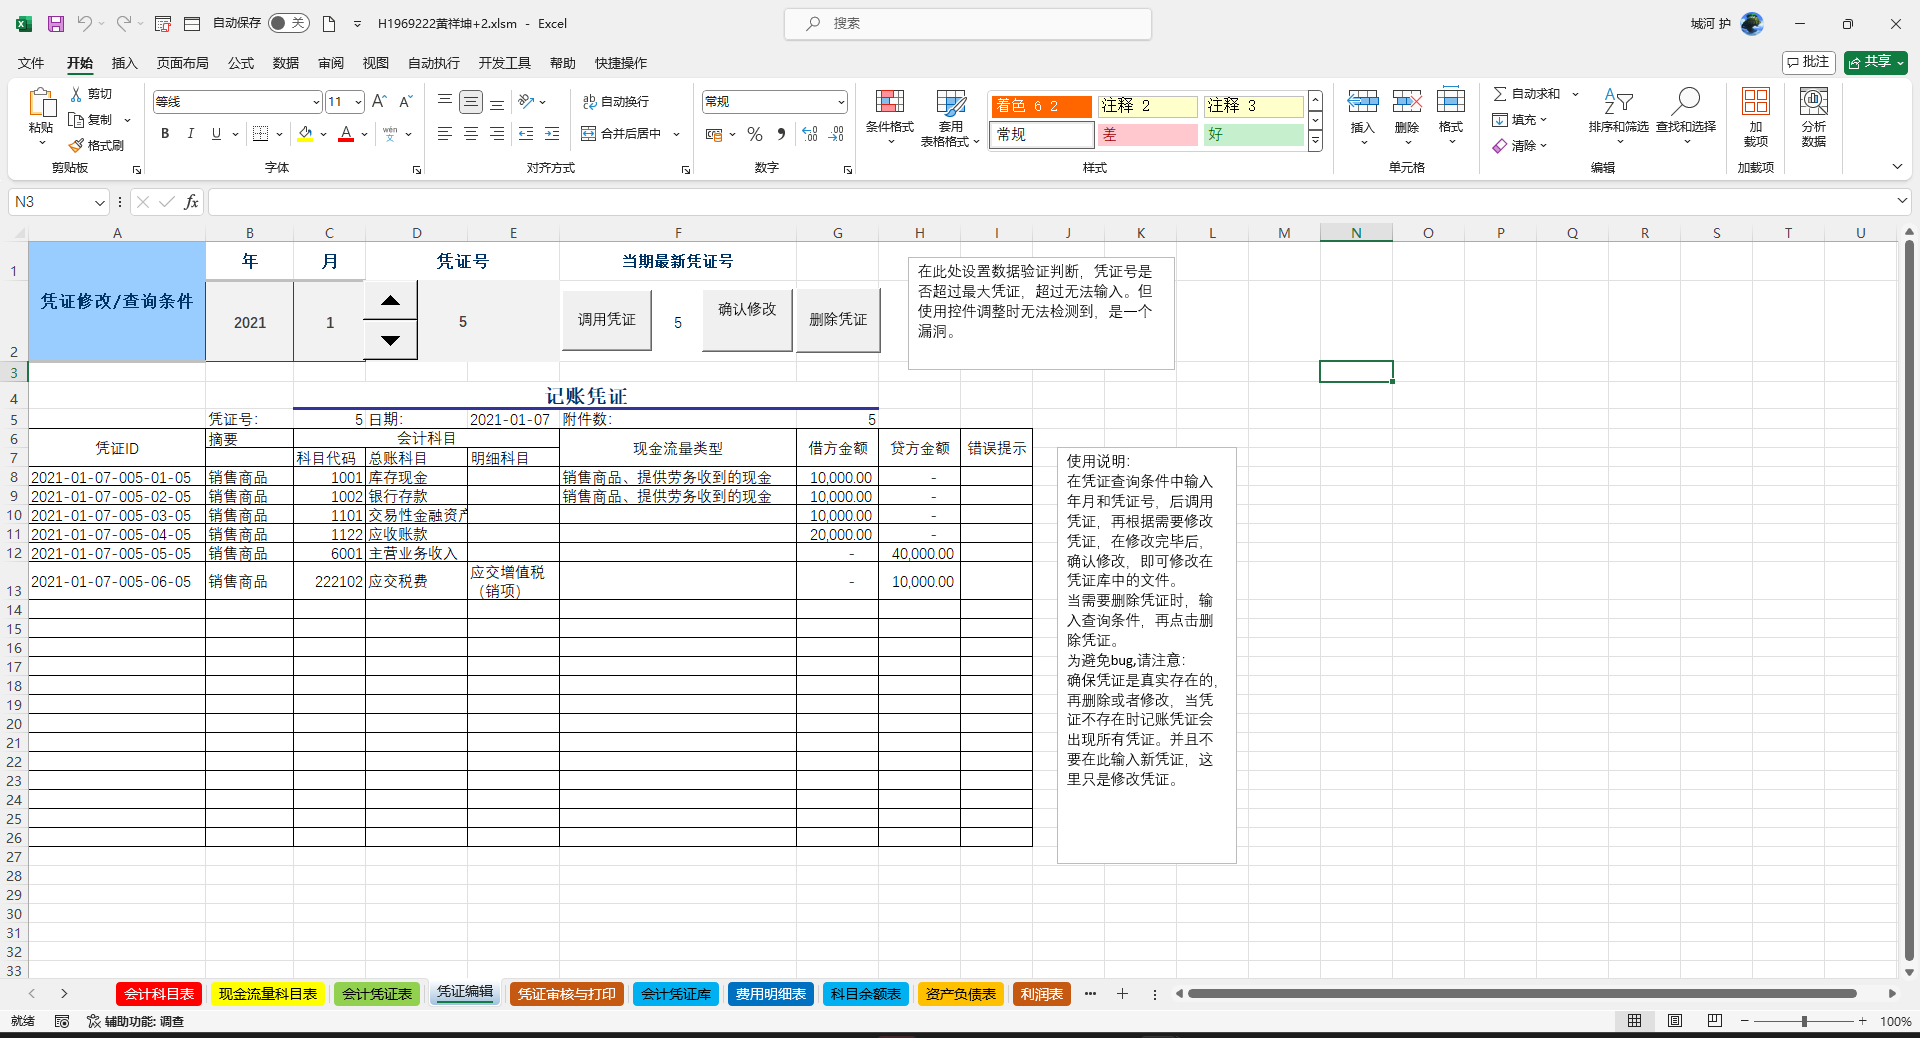 自动保存 关 H1969222黄祥坤+2.xlsm - Excel 搜索 城河 护
文件 开始 插入 页面布局 公式 数据 审阅 视图 自动执行 开发工具 帮助 快捷操作 批注 共享
粘贴 剪切 复制 格式刷 剪贴板
等线 11 A A B I U A wén 文 字体
自动换行 合并后居中 对齐方式
常规 % 数字
条件格式 套用 表格格式
着色 6 2 注释 2 注释 3
常规 差 好
样式
插入 删除 格式 单元格
自动求和 填充 清除 排序和筛选 查找和选择 编辑
加 载项 加载项
分析 数据
N3 fx
A B C D E F G H I J K L M N O P Q R S T U
1 年 月 凭证号 当期最新凭证号
凭证修改/查询条件
2 2021 1 5 调用凭证 5 确认修改 删除凭证
在此处设置数据验证判断，凭证号是
否超过最大凭证，超过无法输入。但
使用控件调整时无法检测到，是一个
漏洞。
3
4 记账凭证
5 凭证号: 5 日期: 2021-01-07 附件数: 5
6 凭证ID 摘要 会计科目 现金流量类型 借方金额 贷方金额 错误提示
7 科目代码 总账科目 明细科目
8 2021-01-07-005-01-05 销售商品 1001 库存现金 销售商品、提供劳务收到的现金 10,000.00 -
9 2021-01-07-005-02-05 销售商品 1002 银行存款 销售商品、提供劳务收到的现金 10,000.00 -
10 2021-01-07-005-03-05 销售商品 1101 交易性金融资产 10,000.00 -
11 2021-01-07-005-04-05 销售商品 1122 应收账款 20,000.00 -
12 2021-01-07-005-05-05 销售商品 6001 主营业务收入 - 40,000.00
13 2021-01-07-005-06-05 销售商品 222102 应交税费 应交增值税（销项） - 10,000.00
14
15
16
17
18
19
20
21
22
23
24
25
26
27
28
29
30
31
32
33
使用说明：
在凭证查询条件中输入
年月和凭证号，后调用
凭证，再根据需要修改
凭证，在修改完毕后，
确认修改，即可修改在
凭证库中的文件。
当需要删除凭证时，输
入查询条件，再点击删
除凭证。
为避免bug,请注意：
确保凭证是真实存在的，
再删除或者修改，当凭
证不存在时记账凭证会
出现所有凭证。并且不
要在此输入新凭证，这
里只是修改凭证。
会计科目表 现金流量科目表 会计凭证表 凭证编辑 凭证审核与打印 会计凭证库 费用明细表 科目余额表 资产负债表 利润表
就绪 辅助功能: 调查 100%